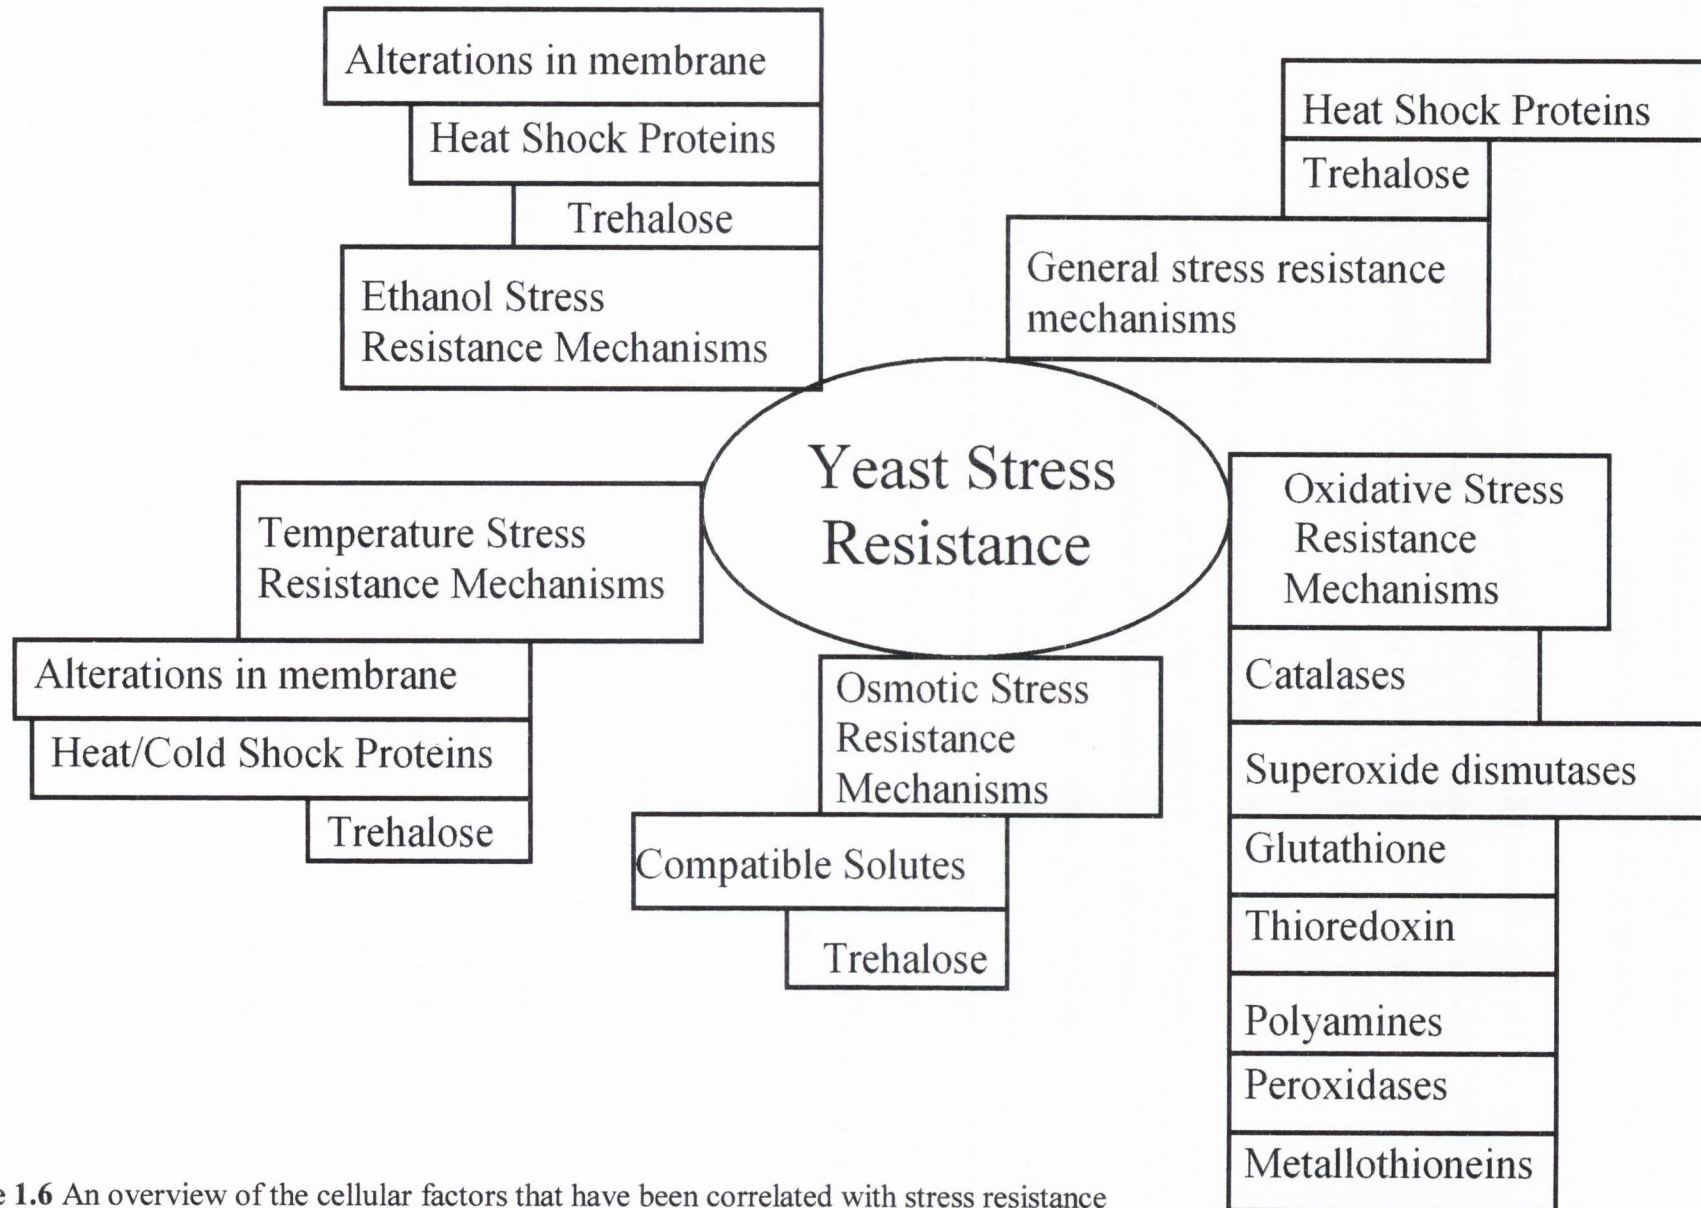 Alterations in membrane
Heat Shock Proteins
Trehalose
Ethanol Stress
Resistance Mechanisms
Heat Shock Proteins
Trehalose
General stress resistance
mechanisms
Yeast Stress
Resistance
Temperature Stress
Resistance Mechanisms
Alterations in membrane
Heat/Cold Shock Proteins
Trehalose
Osmotic Stress
Resistance
Mechanisms
Compatible Solutes
Trehalose
Oxidative Stress
Resistance
Mechanisms
Catalases
Superoxide dismutases
Glutathione
Thioredoxin
Polyamines
Peroxidases
Metallothioneins
1.6 An overview of the cellular factors that have been correlated with stress resistance